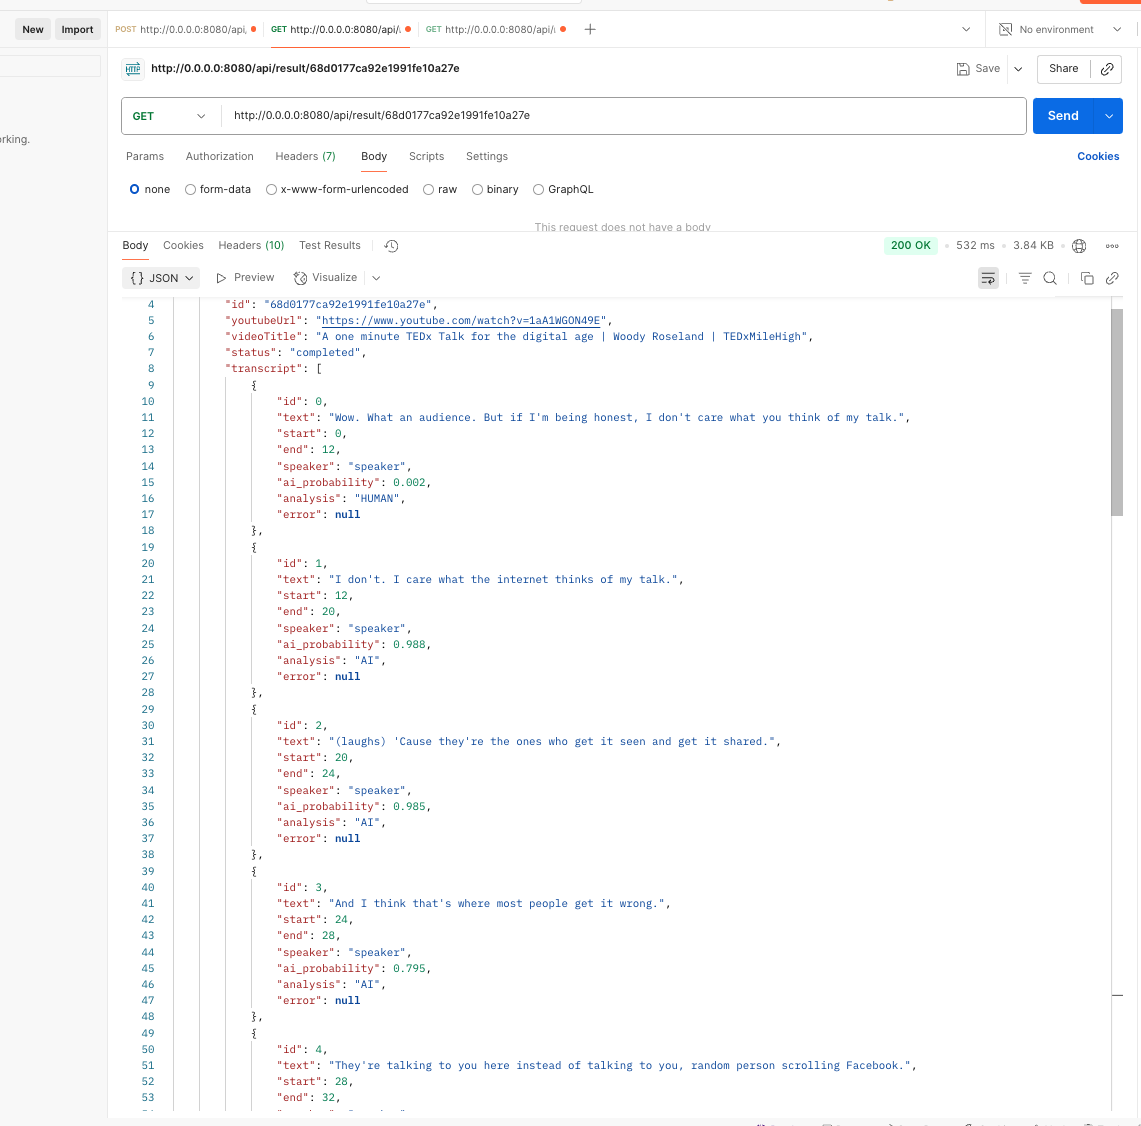 New Import POST http://0.0.0.0:8080/api, GET http://0.0.0.0:8080/api/ GET http://0.0.0.0:8080/api/ No environment
HTTP http://0.0.0.0:8080/api/result/68d0177ca92e1991fe10a27e Save Share
GET http://0.0.0.0:8080/api/result/68d0177ca92e1991fe10a27e Send
rking.
Params Authorization Headers (7) Body Scripts Settings Cookies
none form-data x-www-form-urlencoded raw binary GraphQL
This request does not have a body
Body Cookies Headers (10) Test Results 200 OK • 532 ms • 3.84 KB •
{} JSON Preview Visualize
4 "id": "68d0177ca92e1991fe10a27e",
5 "youtubeUrl": "https://www.youtube.com/watch?v=1aA1WGON49E",
6 "videoTitle": "A one minute TEDx Talk for the digital age | Woody Roseland | TEDxMileHigh",
7 "status": "completed",
8 "transcript": [
9 {
10 "id": 0,
11 "text": "Wow. What an audience. But if I'm being honest, I don't care what you think of my talk.",
12 "start": 0,
13 "end": 12,
14 "speaker": "speaker",
15 "ai_probability": 0.002,
16 "analysis": "HUMAN",
17 "error": null
18 },
19 {
20 "id": 1,
21 "text": "I don't. I care what the internet thinks of my talk.",
22 "start": 12,
23 "end": 20,
24 "speaker": "speaker",
25 "ai_probability": 0.988,
26 "analysis": "AI",
27 "error": null
28 },
29 {
30 "id": 2,
31 "text": "(laughs) 'Cause they're the ones who get it seen and get it shared.",
32 "start": 20,
33 "end": 24,
34 "speaker": "speaker",
35 "ai_probability": 0.985,
36 "analysis": "AI",
37 "error": null
38 },
39 {
40 "id": 3,
41 "text": "And I think that's where most people get it wrong.",
42 "start": 24,
43 "end": 28,
44 "speaker": "speaker",
45 "ai_probability": 0.795,
46 "analysis": "AI",
47 "error": null
48 },
49 {
50 "id": 4,
51 "text": "They're talking to you here instead of talking to you, random person scrolling Facebook.",
52 "start": 28,
53 "end": 32,